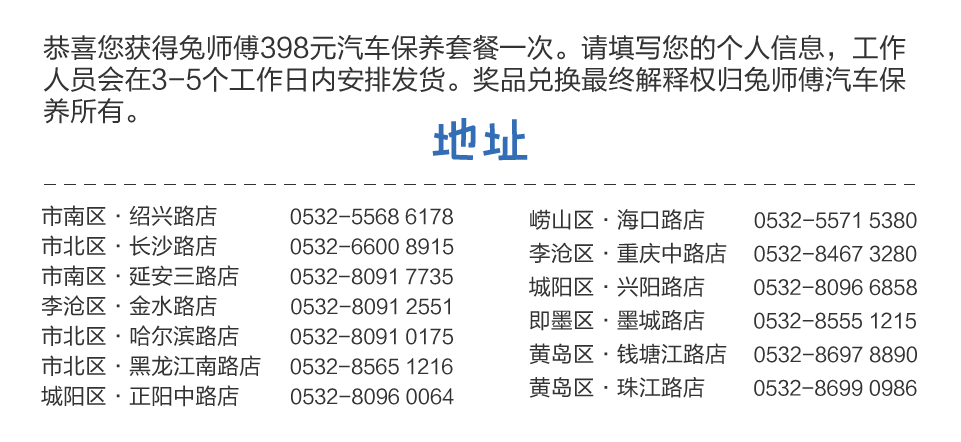 恭喜您获得兔师傅398元汽车保养套餐一次。请填写您的个人信息，工作
人员会在3-5个工作日内安排发货。奖品兑换最终解释权归兔师傅汽车保
养所有。
地址
市南区·绍兴路店 0532-5568 6178
市北区·长沙路店 0532-6600 8915
市南区·延安三路店 0532-8091 7735
李沧区·金水路店 0532-8091 2551
市北区·哈尔滨路店 0532-8091 0175
市北区·黑龙江南路店 0532-8565 1216
城阳区·正阳中路店 0532-8096 0064
崂山区·海口路店 0532-5571 5380
李沧区·重庆中路店 0532-8467 3280
城阳区·兴阳路店 0532-8096 6858
即墨区·墨城路店 0532-8555 1215
黄岛区·钱塘江路店 0532-8697 8890
黄岛区·珠江路店 0532-8699 0986